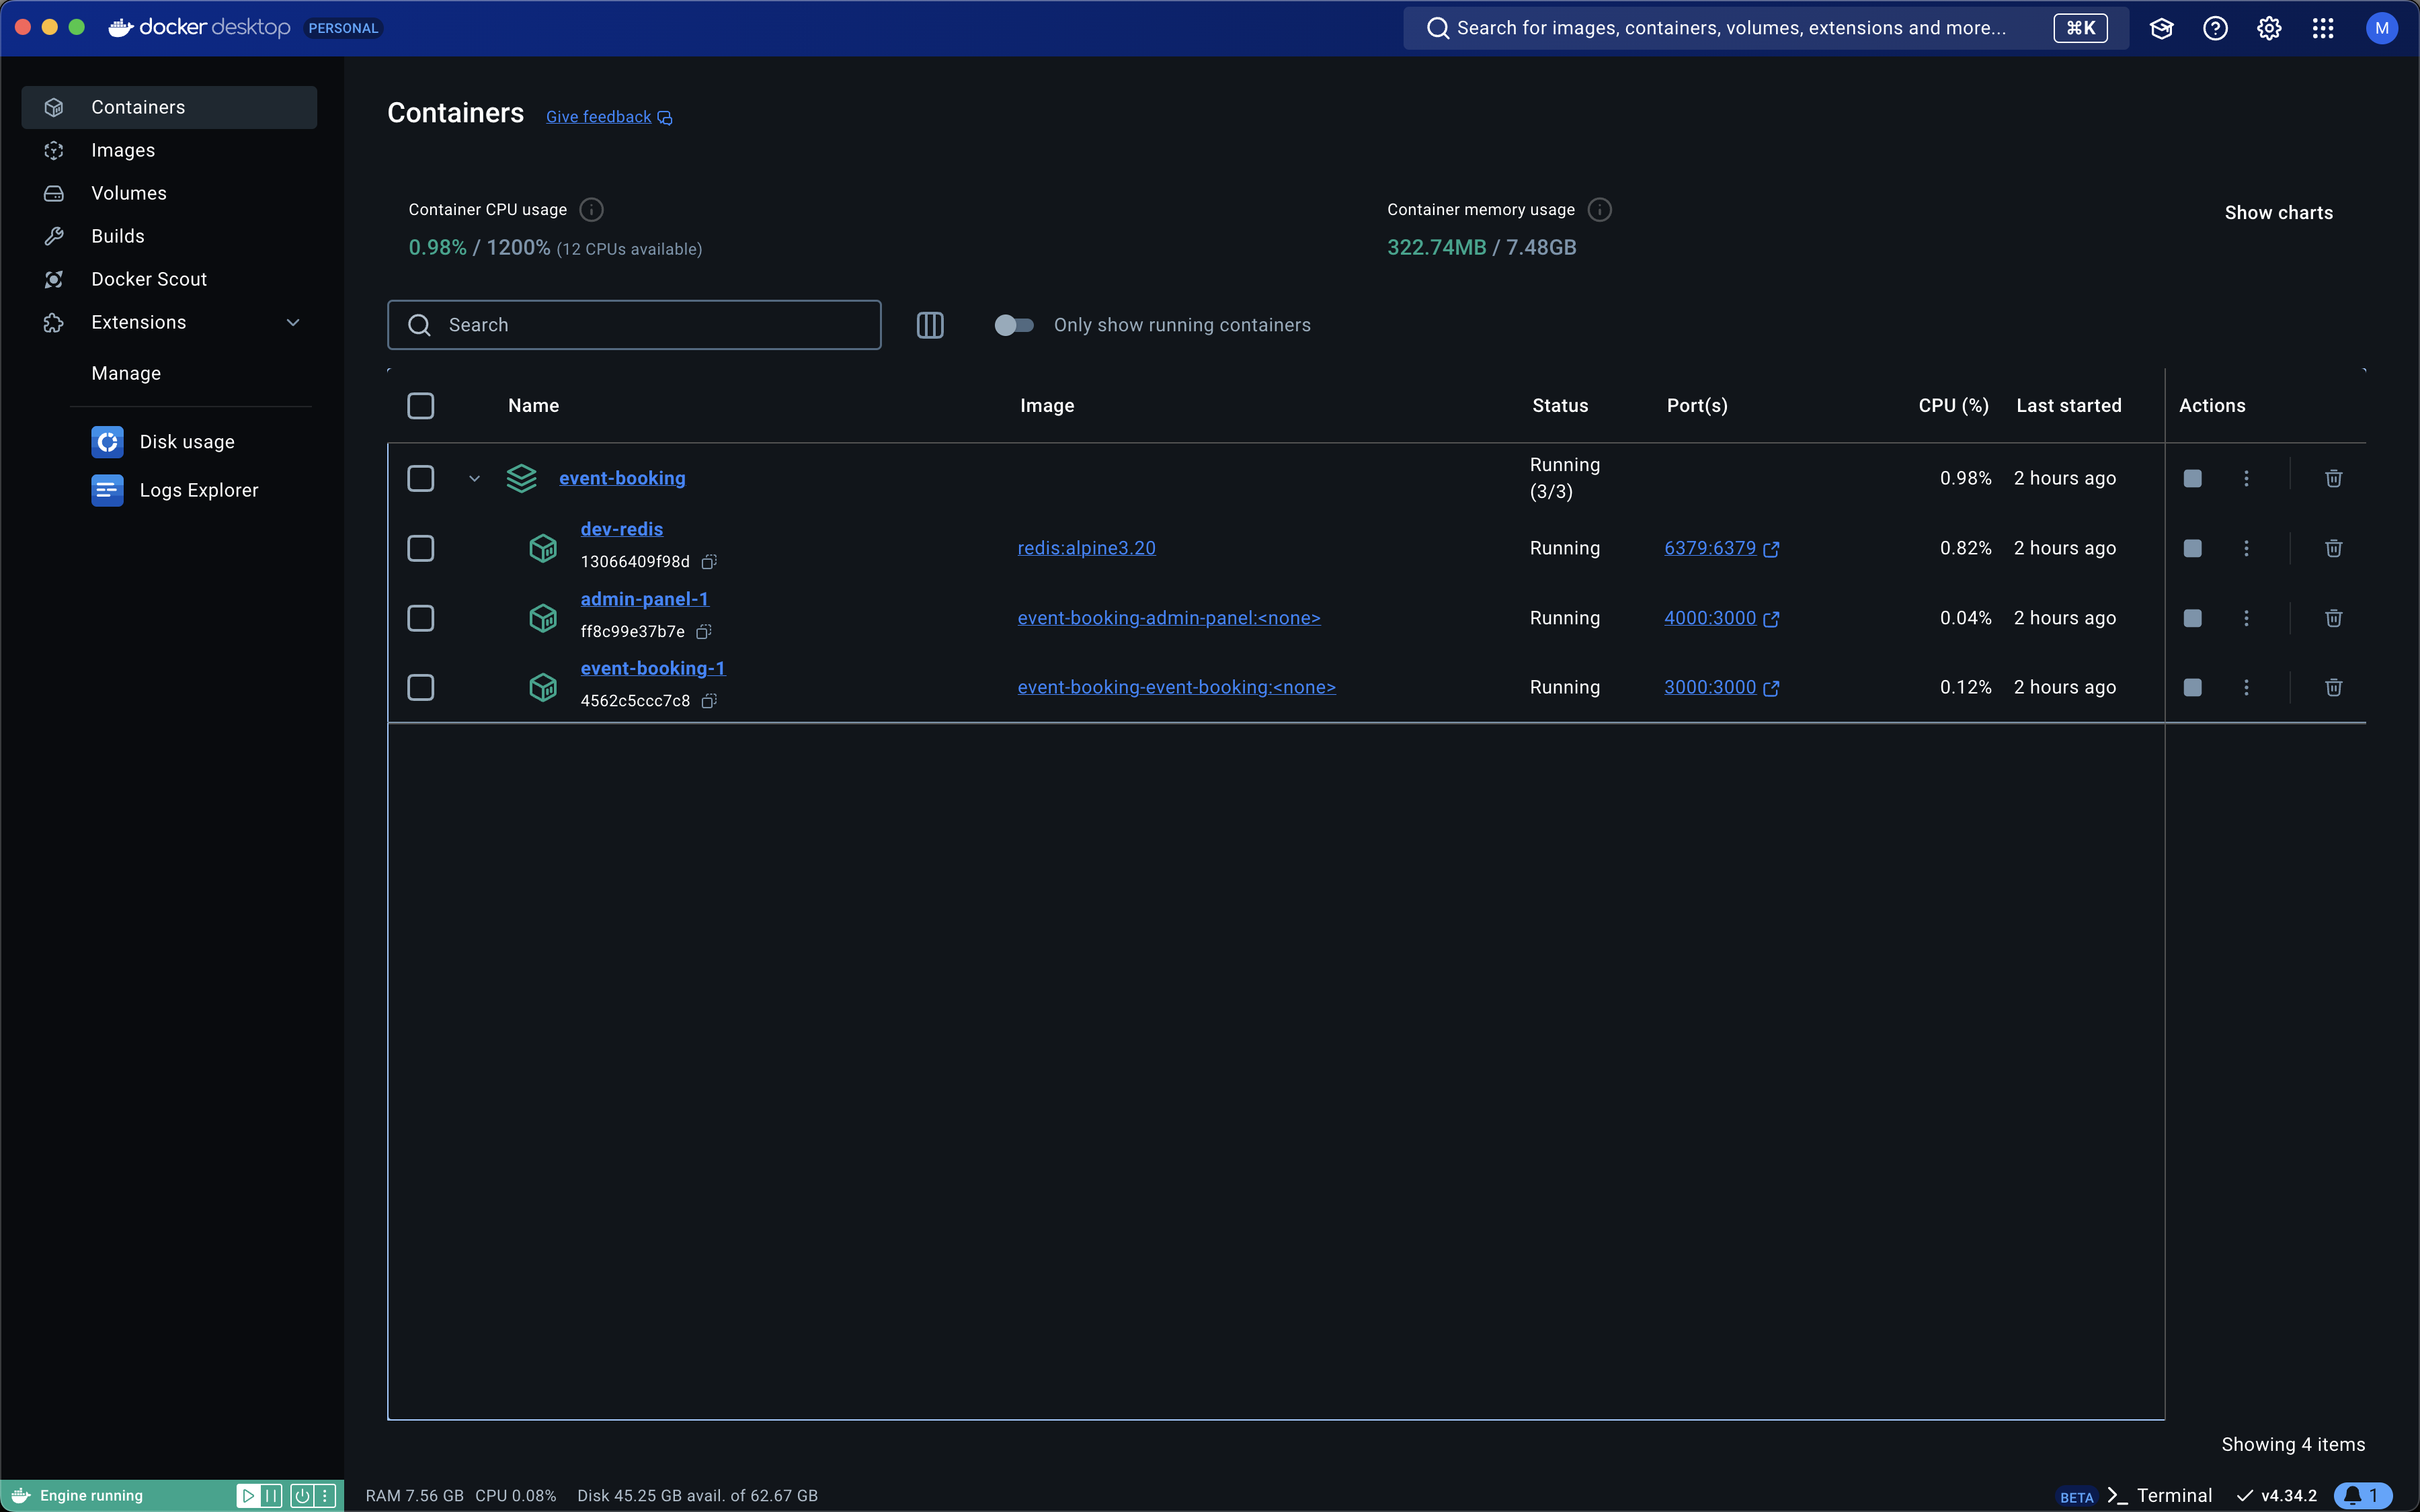 docker desktop PERSONAL
Search for images, containers, volumes, extensions and more... ⌘K
M
Containers
Images
Volumes
Builds
Docker Scout
Extensions
Manage
Disk usage
Logs Explorer
Containers Give feedback
Container CPU usage
0.98% / 1200% (12 CPUs available)
Container memory usage
322.74MB / 7.48GB
Show charts
Search
Only show running containers
Name Image Status Port(s) CPU (%) Last started Actions
event-booking Running (3/3) 0.98% 2 hours ago
dev-redis
13066409f98d
redis:alpine3.20 Running 6379:6379 0.82% 2 hours ago
admin-panel-1
ff8c99e37b7e
event-booking-admin-panel:<none> Running 4000:3000 0.04% 2 hours ago
event-booking-1
4562c5ccc7c8
event-booking-event-booking:<none> Running 3000:3000 0.12% 2 hours ago
Showing 4 items
Engine running
RAM 7.56 GB CPU 0.08% Disk 45.25 GB avail. of 62.67 GB
BETA Terminal v4.34.2 1